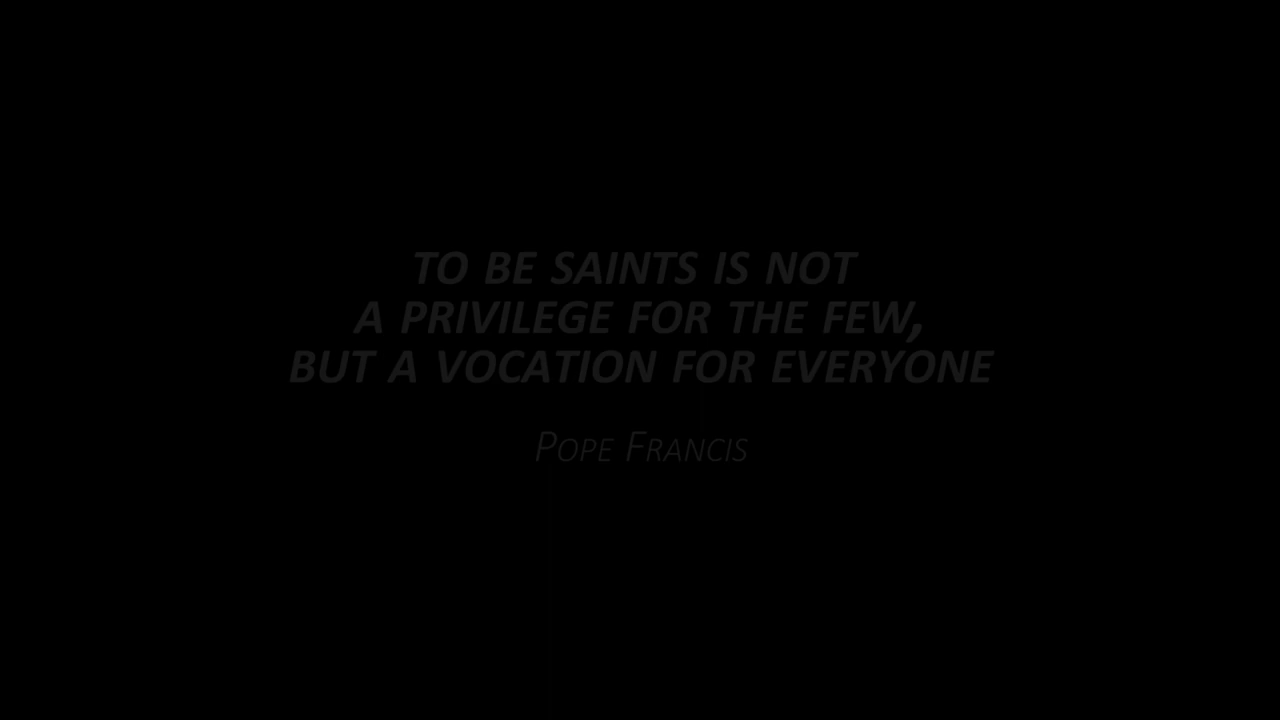 TO BE SAINTS IS NOT
A PRIVILEGE FOR THE FEW,
BUT A VOCATION FOR EVERYONE
POPE FRANCIS